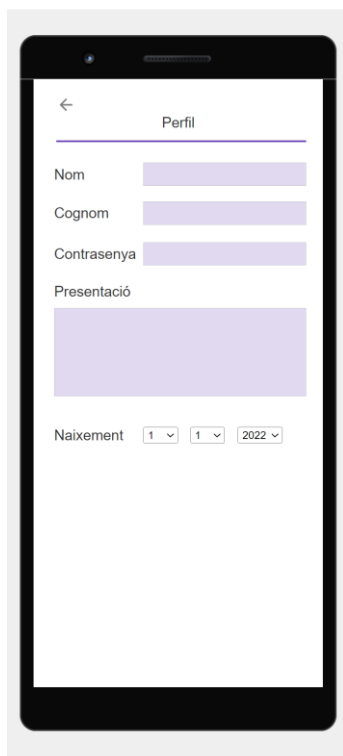 Perfil
Nom
Cognom
Contrasenya
Presentació
Naixement 1 1 2022